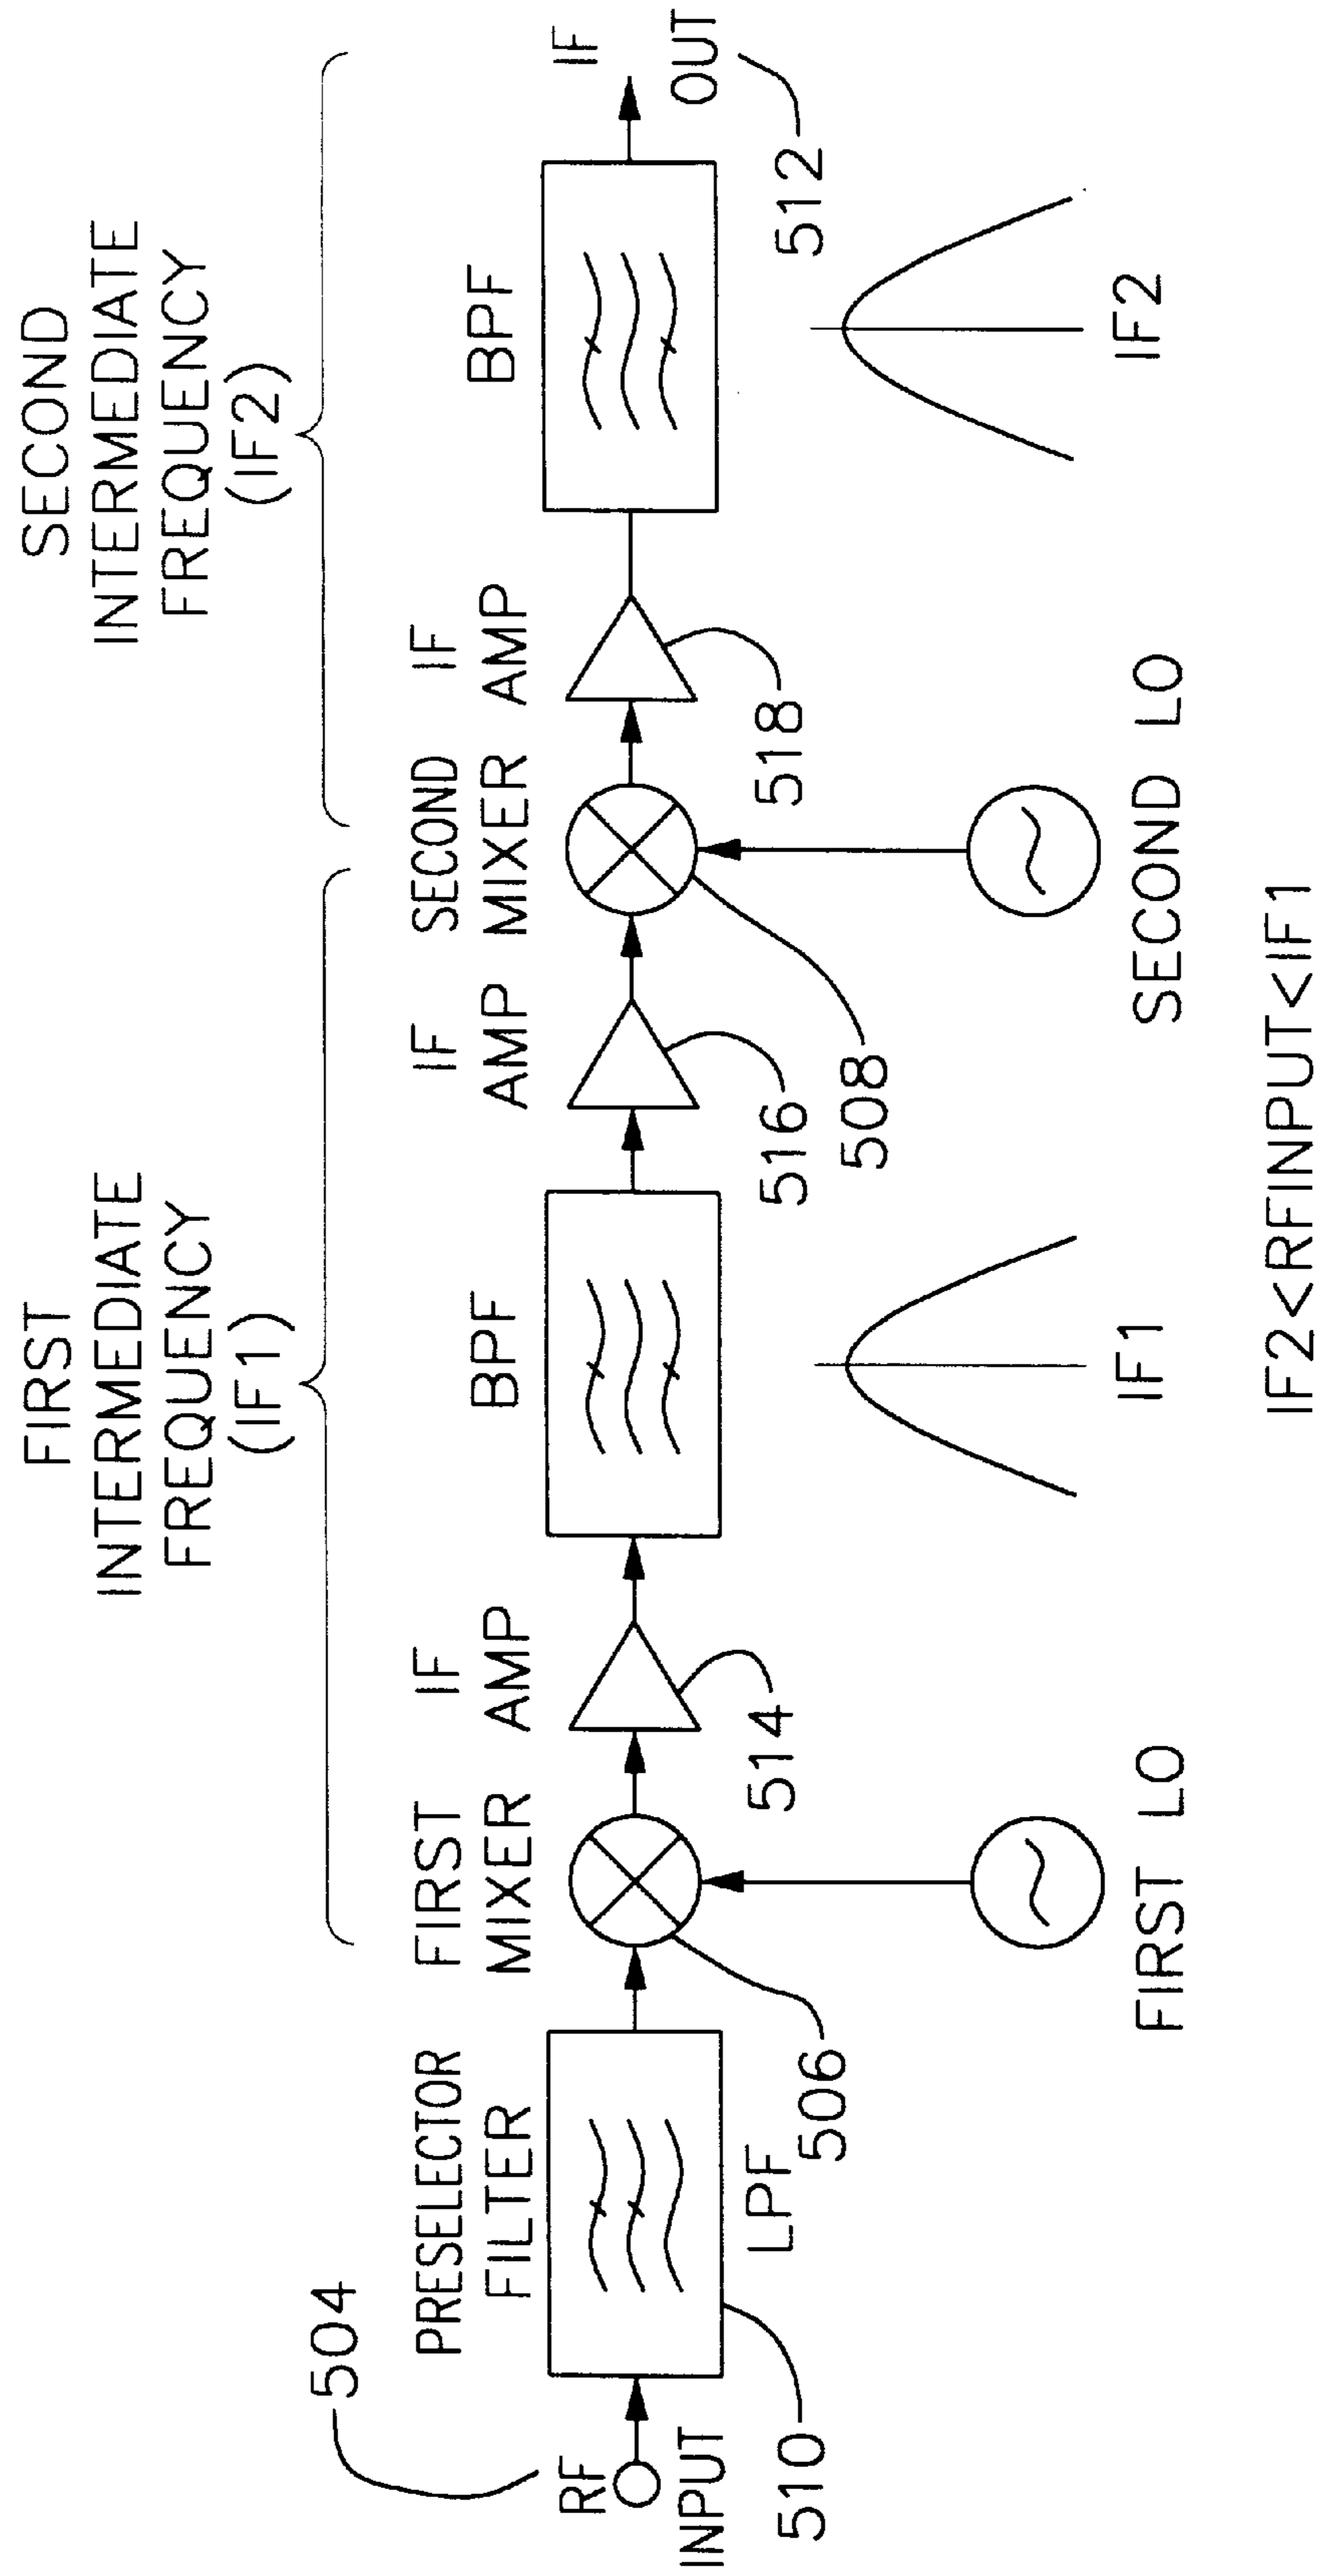 FIRST
INTERMEDIATE
FREQUENCY
(IF1)
SECOND
INTERMEDIATE
FREQUENCY
(IF2)
504
RF
INPUT
PRESELECTOR
FILTER
LPF
510
FIRST
MIXER
506
FIRST LO
IF
AMP
514
BPF
IF1
IF
AMP
516
SECOND
MIXER
508
SECOND LO
IF
AMP
518
BPF
IF2
IF
OUT
512
IF2<RFINPUT<IF1